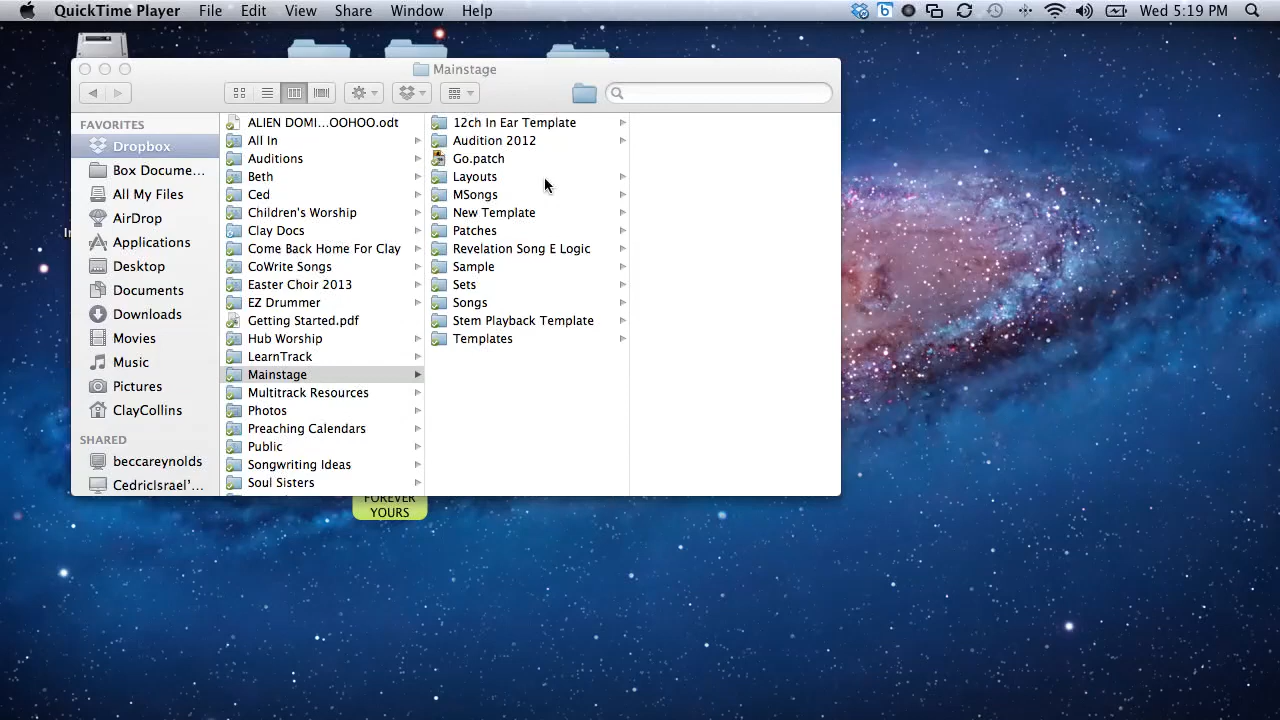 QuickTime Player File Edit View Share Window Help Wed 5:19 PM
Mainstage
FAVORITES
Dropbox
Box Docume...
All My Files
AirDrop
Applications
Desktop
Documents
Downloads
Movies
Music
Pictures
ClayCollins
SHARED
beccareynolds
CedricIsrael'...
ALIEN DOMI...OOHOO.odt
All In
Auditions
Beth
Ced
Children's Worship
Clay Docs
Come Back Home For Clay
CoWrite Songs
Easter Choir 2013
EZ Drummer
Getting Started.pdf
Hub Worship
LearnTrack
Mainstage
Multitrack Resources
Photos
Preaching Calendars
Public
Songwriting Ideas
Soul Sisters
12ch In Ear Template
Audition 2012
Go.patch
Layouts
MSongs
New Template
Patches
Revelation Song E Logic
Sample
Sets
Songs
Stem Playback Template
Templates
FOREVER
YOURS